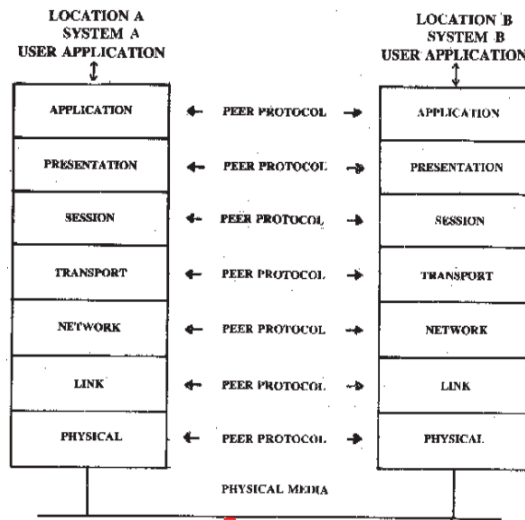 LOCATION A
SYSTEM A
USER APPLICATION
LOCATION B
SYSTEM B
USER APPLICATION
APPLICATION PEER PROTOCOL APPLICATION
PRESENTATION PEER PROTOCOL PRESENTATION
SESSION PEER PROTOCOL SESSION
TRANSPORT PEER PROTOCOL TRANSPORT
NETWORK PEER PROTOCOL NETWORK
LINK PEER PROTOCOL LINK
PHYSICAL PEER PROTOCOL PHYSICAL
PHYSICAL MEDIA